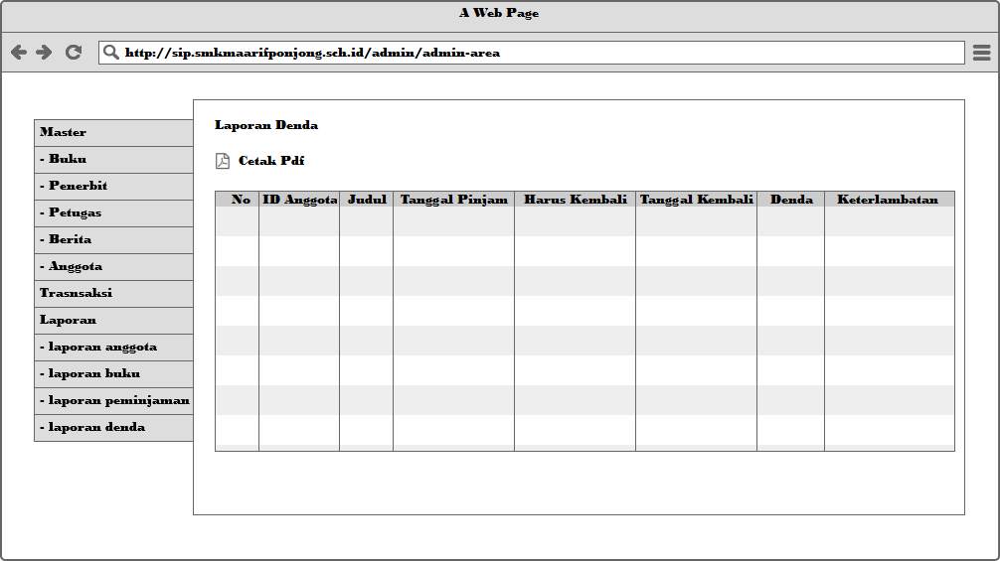 A Web Page
http://sip.smkmaarifponjong.sch.id/admin/admin-area
Master
- Buku
- Penerbit
- Petugas
- Berita
- Anggota
Trasnsaksi
Laporan
- laporan anggota
- laporan buku
- laporan peminjaman
- laporan denda
Laporan Denda
Cetak Pdf
No ID Anggota Judul Tanggal Pinjam Harus Kembali Tanggal Kembali Denda Keterlambatan